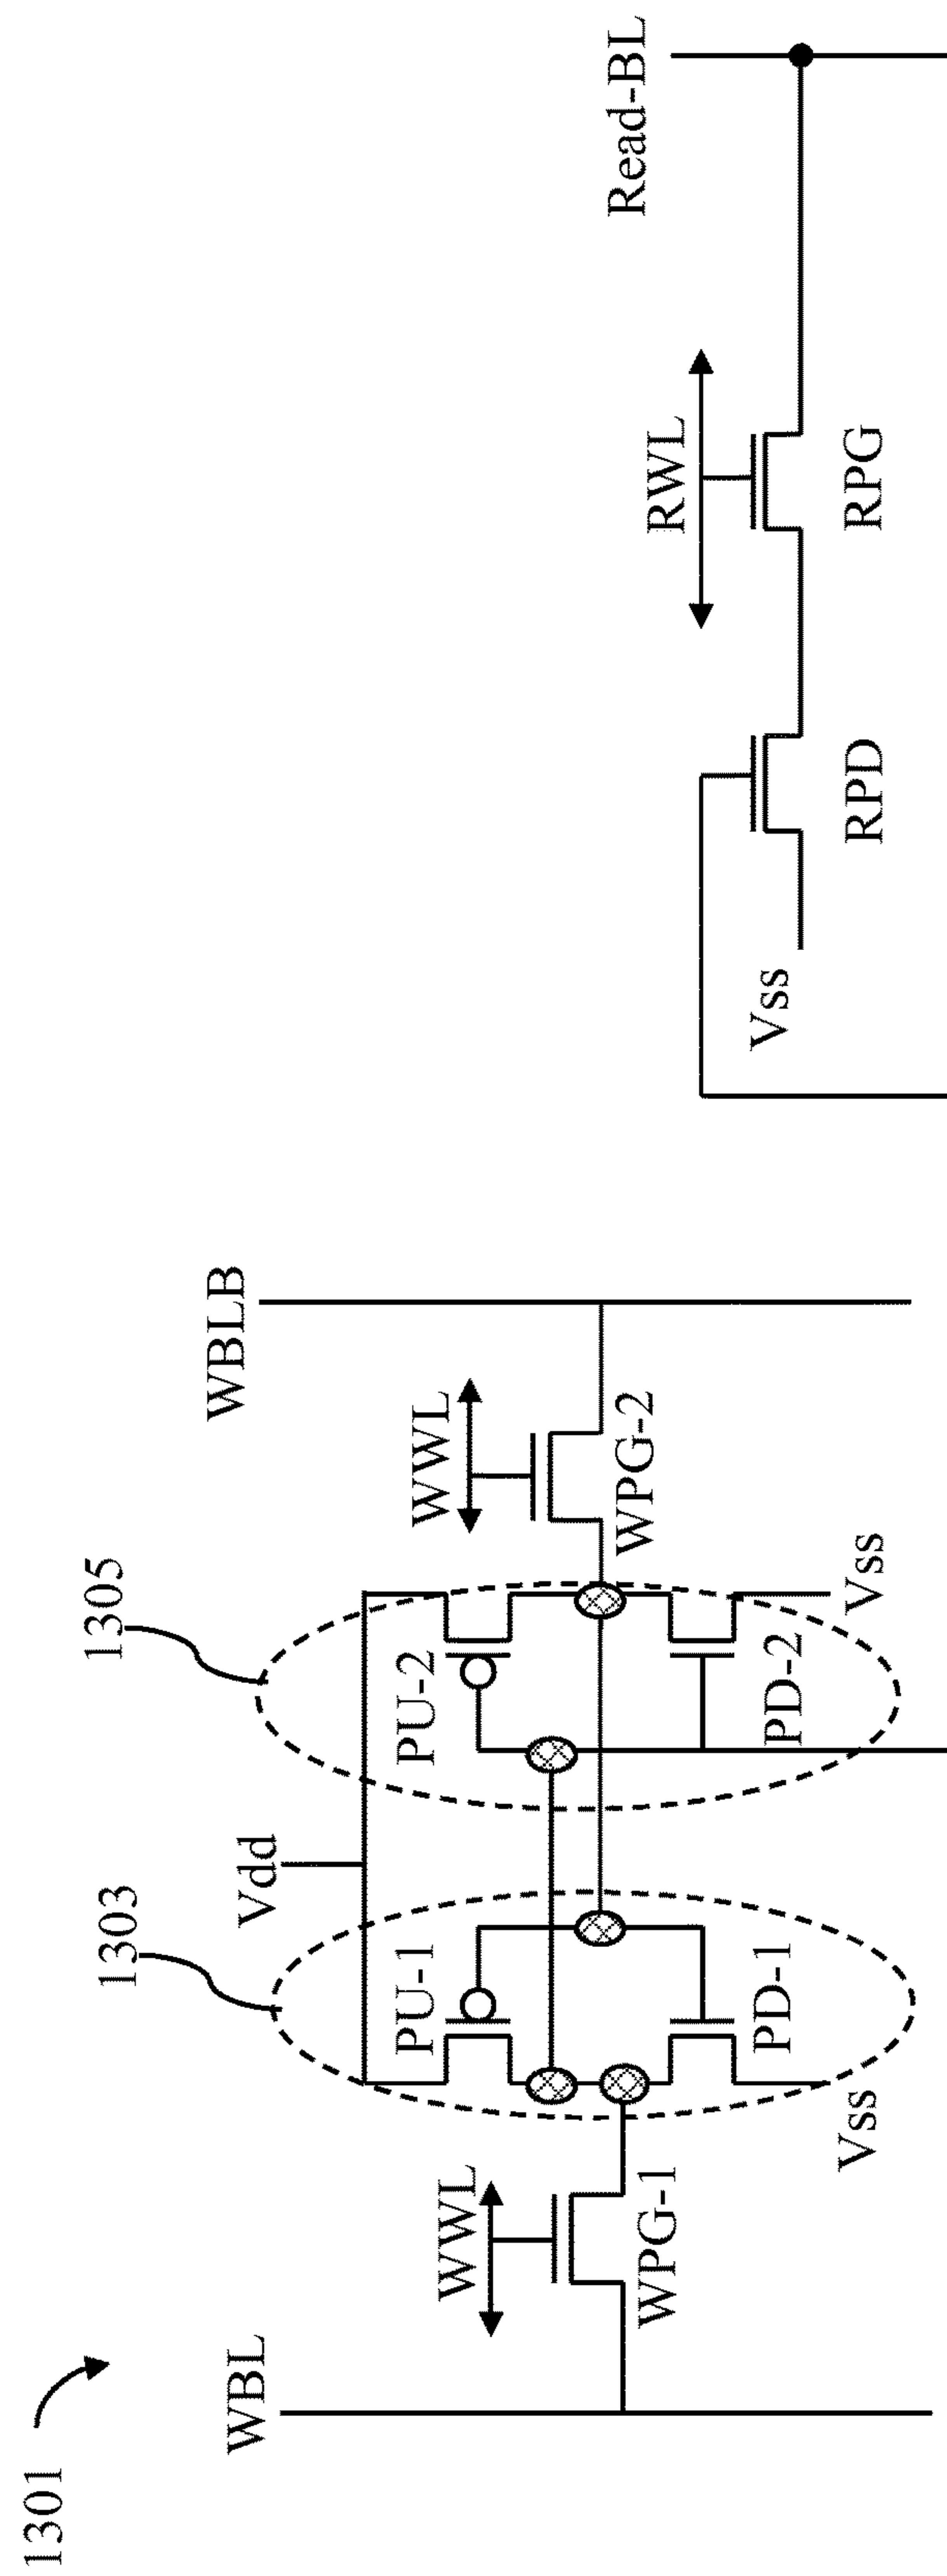 1301
WBL
WWL
WPG-1
1303
Vdd
PU-1
PD-1
Vss
1305
PU-2
PD-2
Vss
WWL
WPG-2
WBLB
Vss
RPD
RWL
RPG
Read-BL